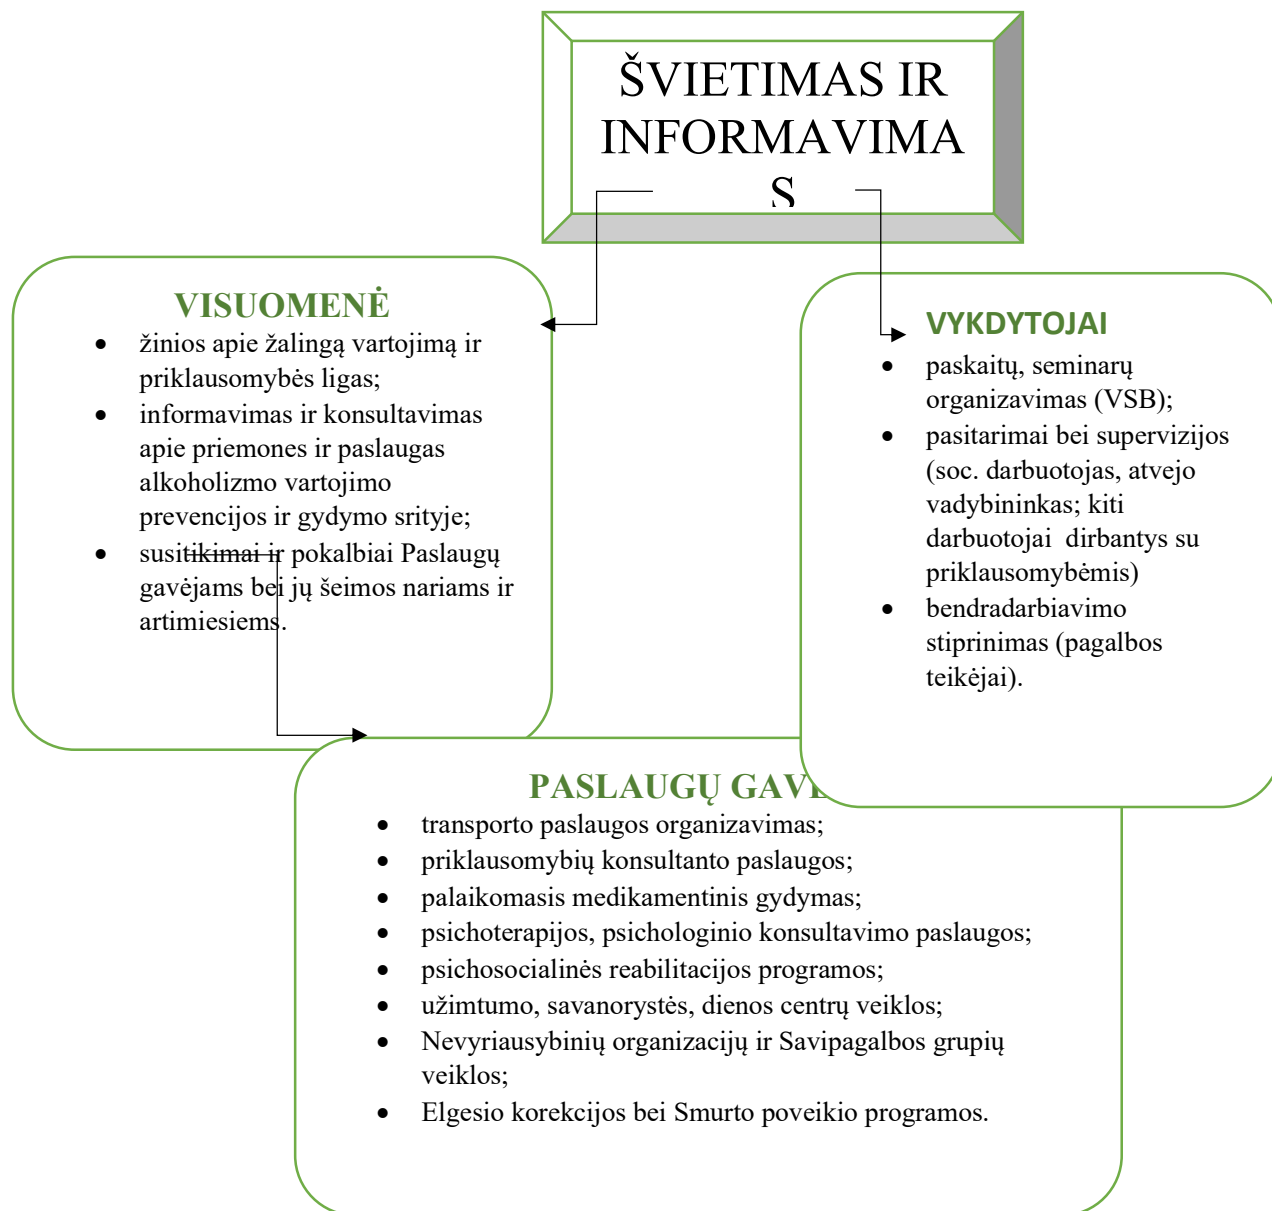 ŠVIETIMAS IR
INFORMAVIMA
S
VISUOMENĖ
• žinios apie žalingą vartojimą ir
priklausomybės ligas;
• informavimas ir konsultavimas
apie priemones ir paslaugas
alkoholizmo vartojimo
prevencijos ir gydymo srityje;
• susitikimai ir pokalbiai Paslaugų
gavėjams bei jų šeimos nariams ir
artimiesiems.
VYKDYTOJAI
• paskaitų, seminarų
organizavimas (VSB);
• pasitarimai bei supervizijos
(soc. darbuotojas, atvejo
vadybininkas; kiti
darbuotojai dirbantys su
priklausomybėmis)
• bendradarbiavimo
stiprinimas (pagalbos
teikėjai).
PASLAUGŲ
• transporto paslaugos organizavimas;
• priklausomybių konsultanto paslaugos;
• palaikomasis medikamentinis gydymas;
• psichoterapijos, psichologinio konsultavimo paslaugos;
• psichosocialinės reabilitacijos programos;
• užimtumo, savanorystės, dienos centrų veiklos;
• Nevyriausybinių organizacijų ir Savipagalbos grupių
veiklos;
• Elgesio korekcijos bei Smurto poveikio programos.